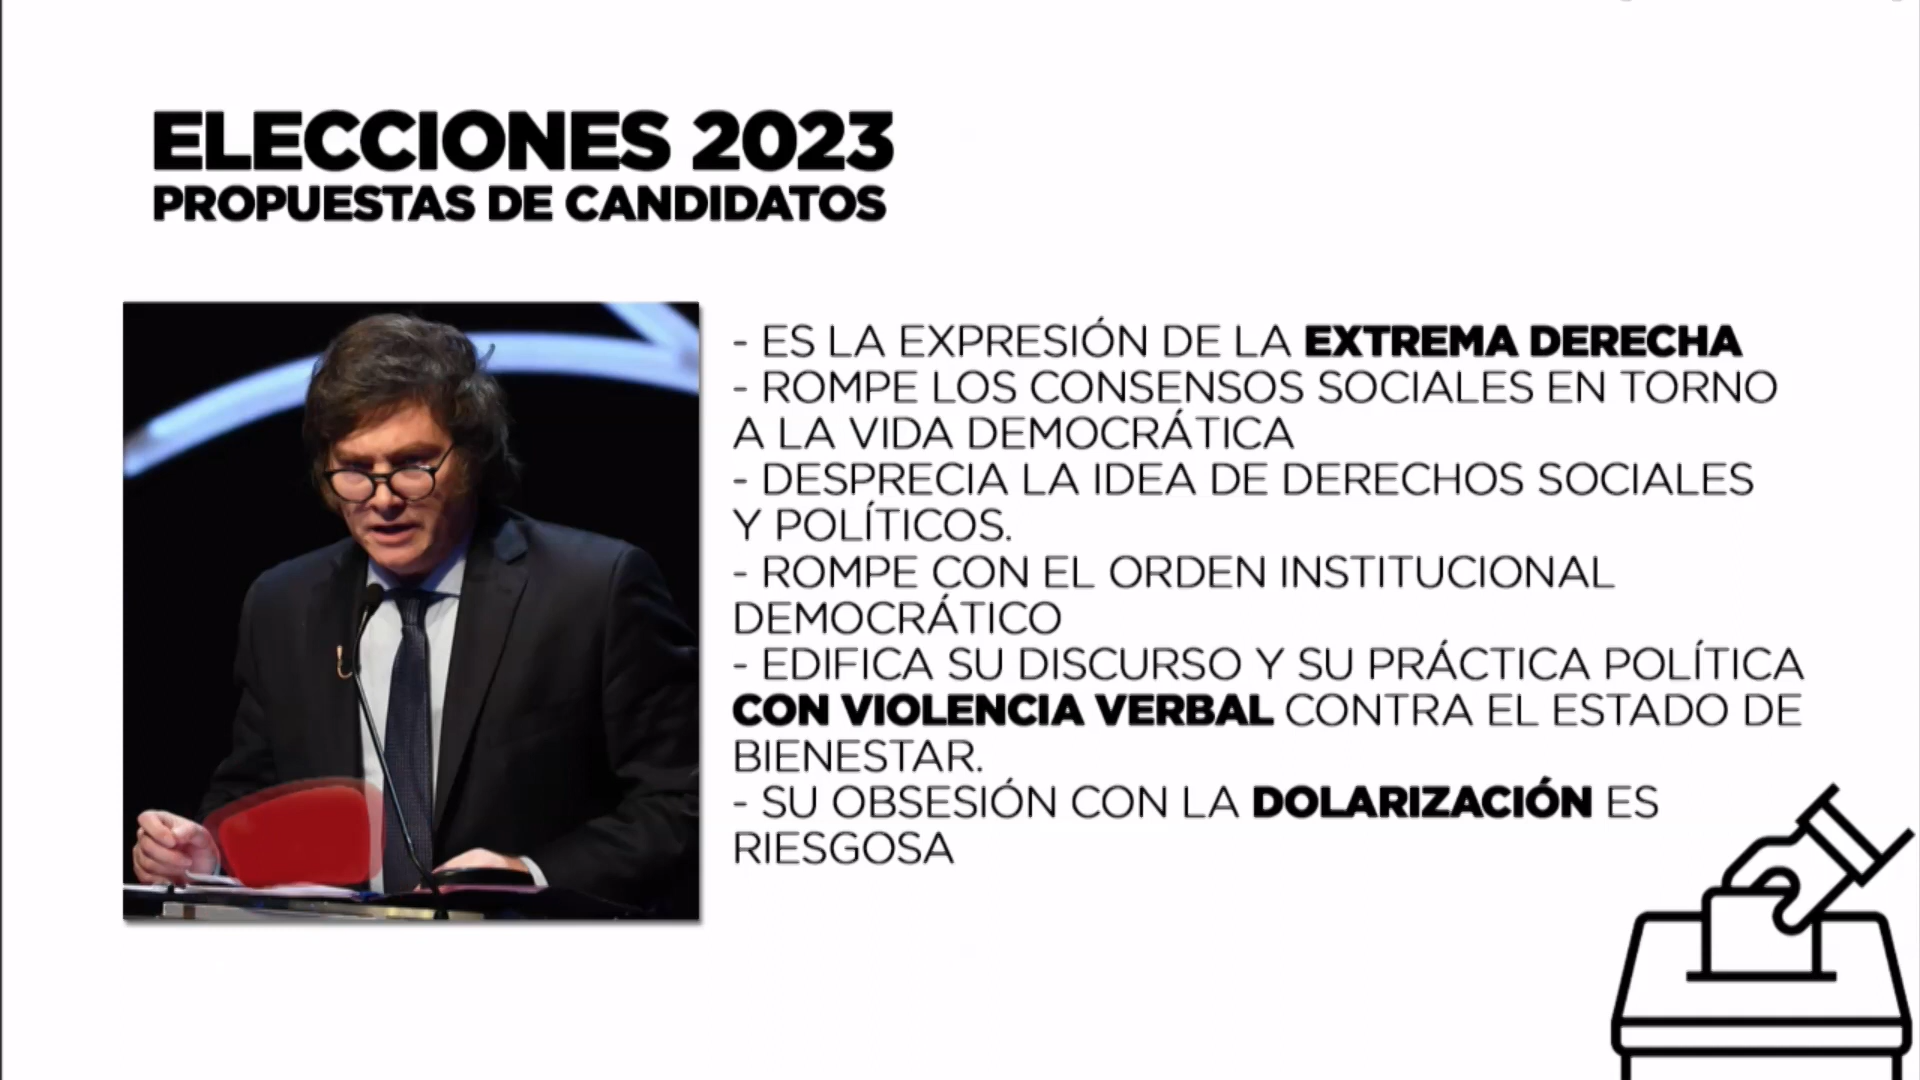 ELECCIONES 2023
PROPUESTAS DE CANDIDATOS
- ES LA EXPRESIÓN DE LA EXTREMA DERECHA
- ROMPE LOS CONSENSOS SOCIALES EN TORNO
A LA VIDA DEMOCRÁTICA
- DESPRECIA LA IDEA DE DERECHOS SOCIALES
Y POLÍTICOS.
- ROMPE CON EL ORDEN INSTITUCIONAL
DEMOCRÁTICO
- EDIFICA SU DISCURSO Y SU PRÁCTICA POLÍTICA
CON VIOLENCIA VERBAL CONTRA EL ESTADO DE
BIENESTAR.
- SU OBSESIÓN CON LA DOLARIZACIÓN ES
RIESGOSA